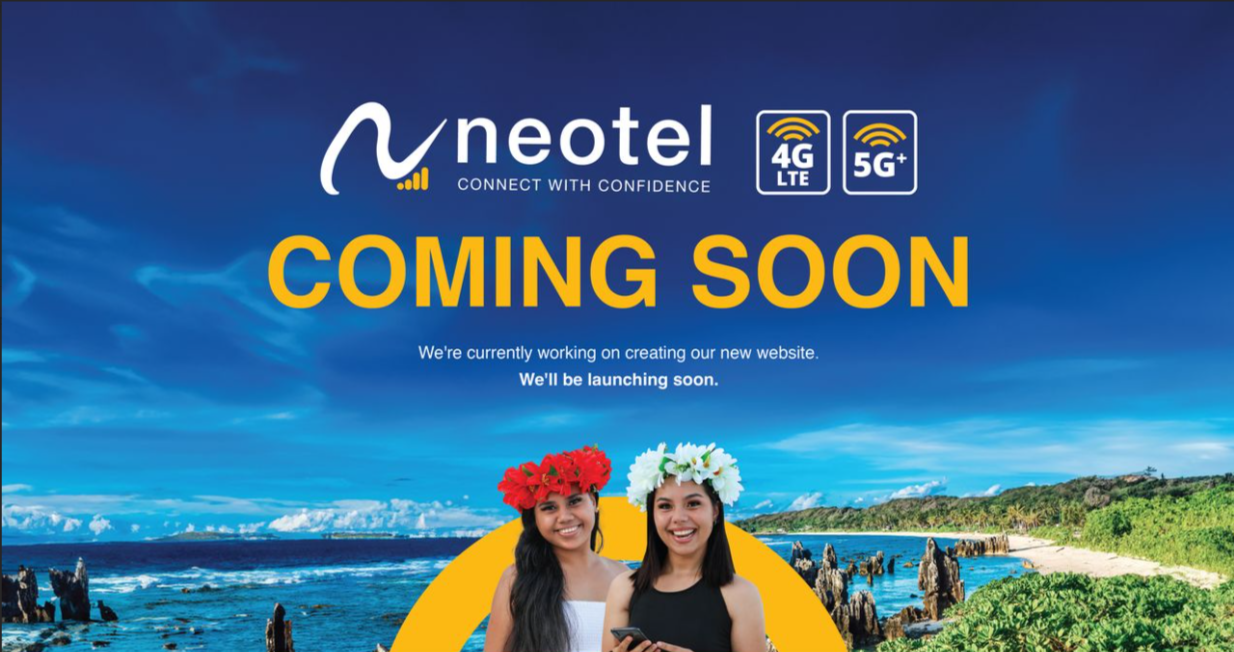 neotel
CONNECT WITH CONFIDENCE
4G
LTE
5G+
COMING SOON
We're currently working on creating our new website.
We'll be launching soon.